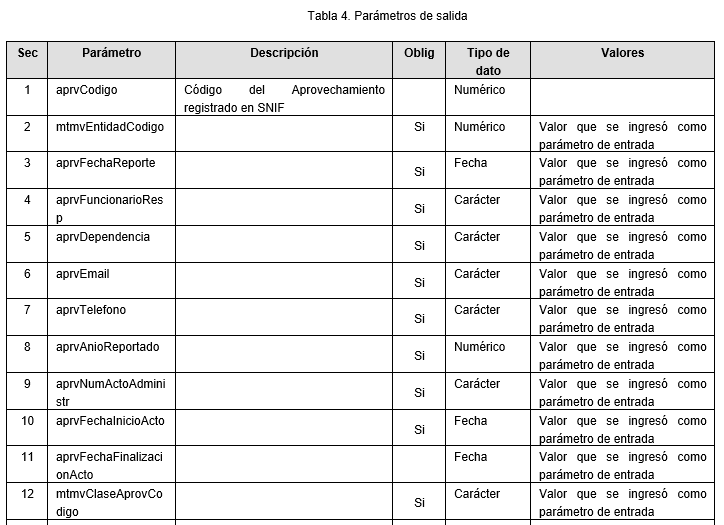 Tabla 4. Parámetros de salida
Sec Parámetro Descripción Oblig Tipo de dato Valores
1 aprvCodigo Código del Aprovechamiento Numérico
registrado en SNIF
2 mtmvEntidadCodigo Si Numérico Valor que se ingresó como
parámetro de entrada
3 aprvFechaReporte Si Fecha Valor que se ingresó como
parámetro de entrada
4 aprvFuncionarioRes Si Carácter Valor que se ingresó como
p parámetro de entrada
5 aprvDependencia Si Carácter Valor que se ingresó como
parámetro de entrada
6 aprvEmail Si Carácter Valor que se ingresó como
parámetro de entrada
7 aprvTelefono Si Carácter Valor que se ingresó como
parámetro de entrada
8 aprvAnioReportado Si Numérico Valor que se ingresó como
parámetro de entrada
9 aprvNumActoAdmini Si Carácter Valor que se ingresó como
str parámetro de entrada
10 aprvFechaInicioActo Si Fecha Valor que se ingresó como
parámetro de entrada
11 aprvFechaFinalizaci Fecha Valor que se ingresó como
onActo parámetro de entrada
12 mtmvClaseAprovCo Si Carácter Valor que se ingresó como
digo parámetro de entrada